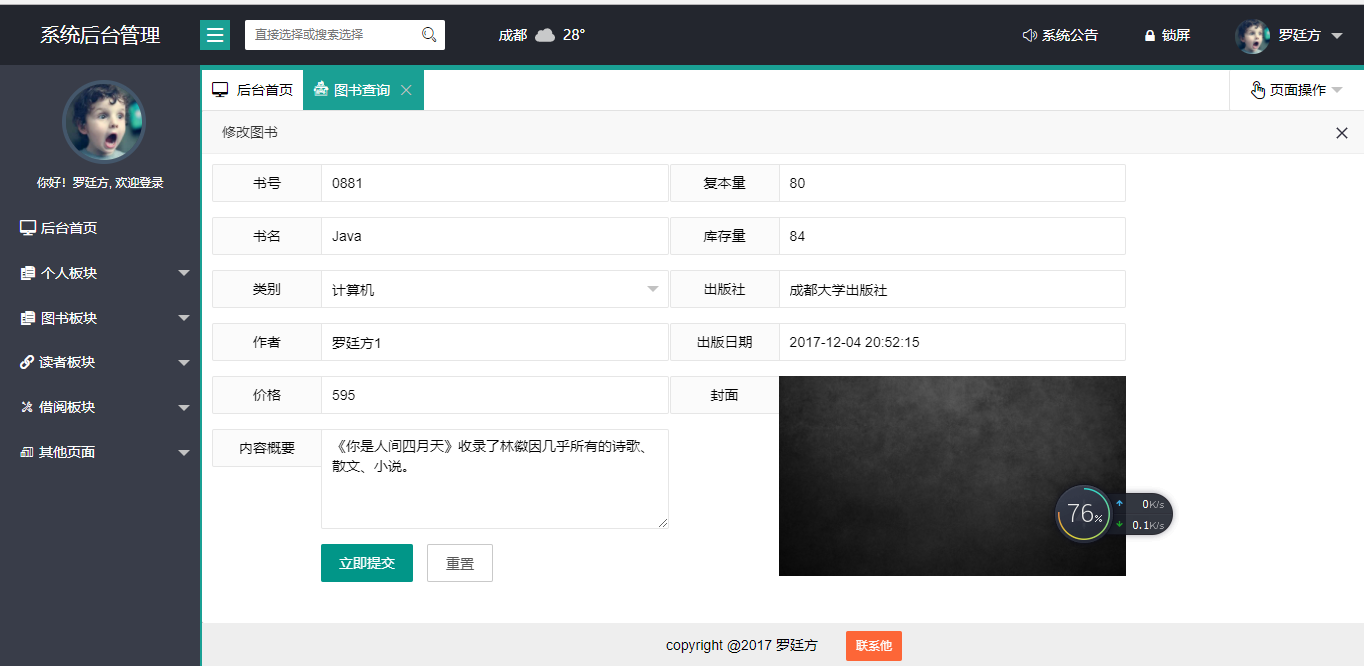 系统后台管理
直接选择或搜索选择
成都 28°
系统公告
锁屏
罗廷方
你好！罗廷方, 欢迎登录
后台首页
个人板块
图书板块
读者板块
借阅板块
其他页面
后台首页
图书查询
页面操作
修改图书
书号 0881 复本量 80
书名 Java 库存量 84
类别 计算机 出版社 成都大学出版社
作者 罗廷方1 出版日期 2017-12-04 20:52:15
价格 595 封面
内容概要 《你是人间四月天》收录了林徽因几乎所有的诗歌、
散文、小说。
76%
0K/s
0.1K/s
立即提交 重置
copyright @2017 罗廷方 联系他